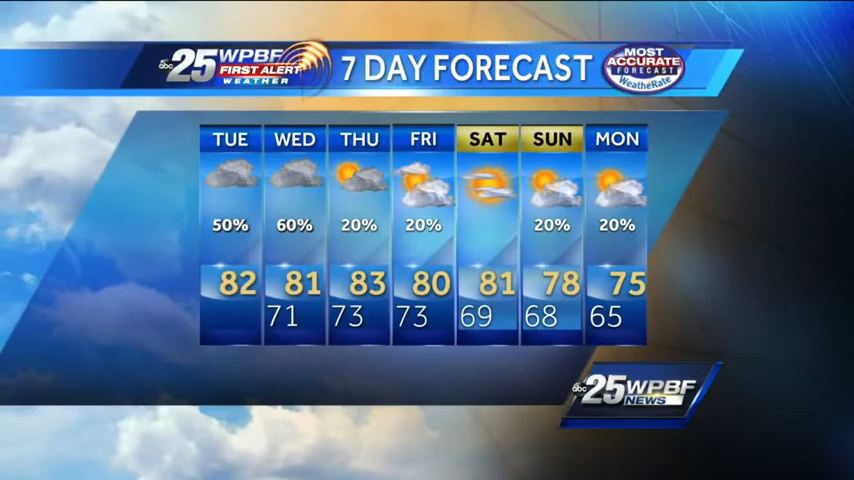 abc 25 WPBF
FIRST ALERT
WEATHER
7 DAY FORECAST
MOST
ACCURATE
FORECAST
WeatheRate
TUE WED THU FRI SAT SUN MON
50% 60% 20% 20% 20% 20%
82 81 83 80 81 78 75
71 73 73 69 68 65
abc 25 WPBF
NEWS